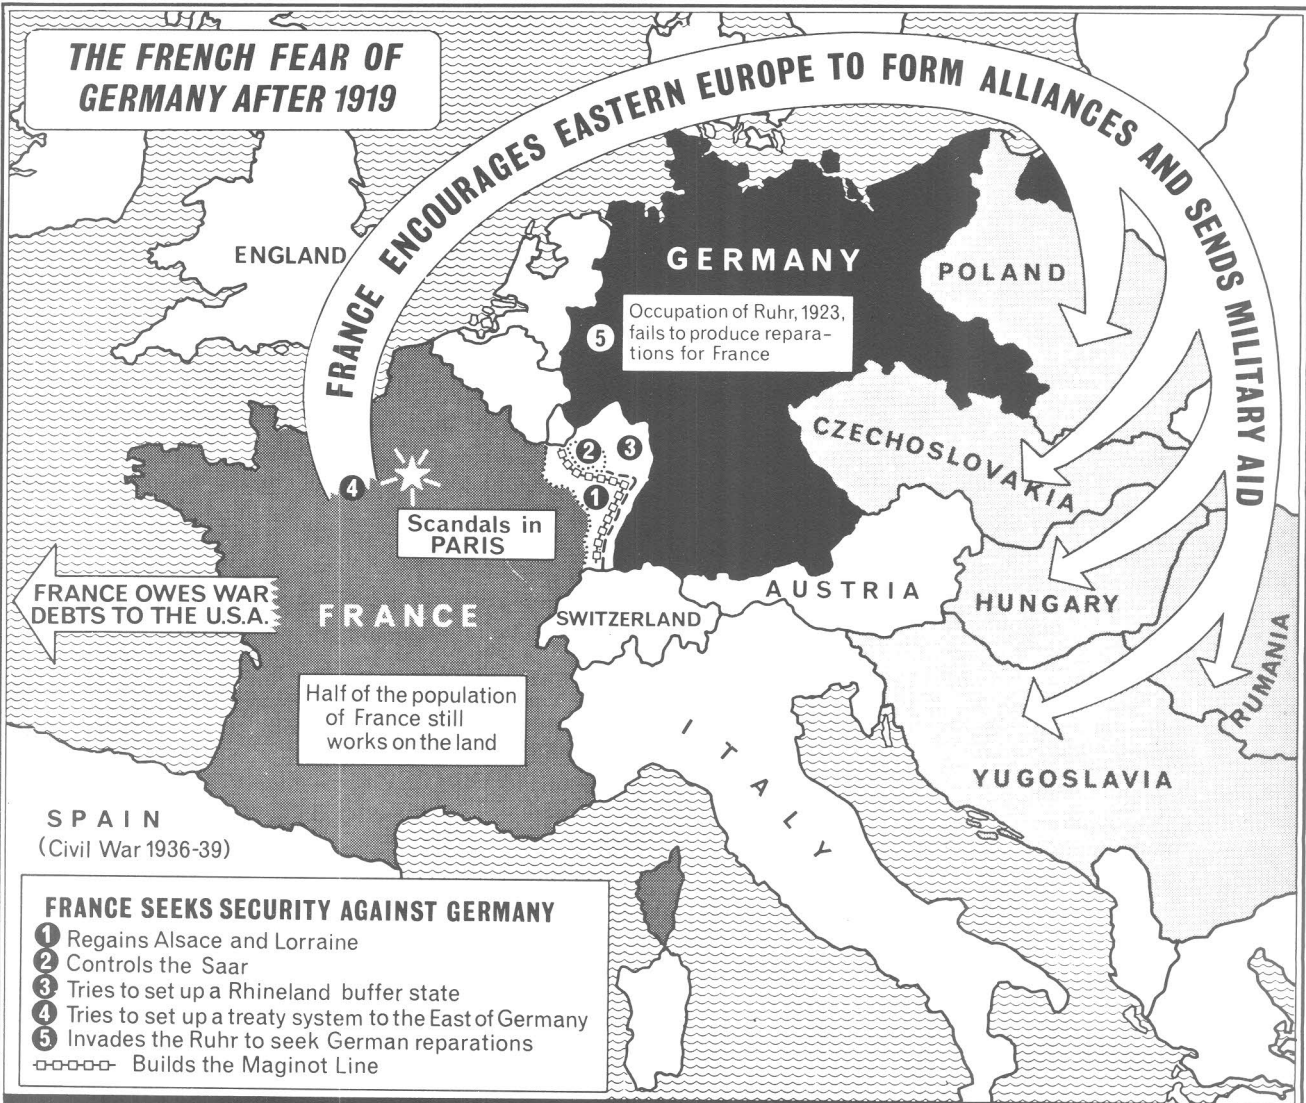 THE FRENCH FEAR OF
GERMANY AFTER 1919
FRANCE ENCOURAGES EASTERN EUROPE TO FORM ALLIANCES AND SENDS MILITARY AID
ENGLAND
GERMANY
POLAND
5
Occupation of Ruhr, 1923,
fails to produce repara-
tions for France
CZECHOSLOVAKIA
2
3
1
4
Scandals in
PARIS
FRANCE OWES WAR
DEBTS TO THE U.S.A.
FRANCE
SWITZERLAND
AUSTRIA
HUNGARY
RUMANIA
Half of the population
of France still
works on the land
ITALY
YUGOSLAVIA
SPAIN
(Civil War 1936-39)
FRANCE SEEKS SECURITY AGAINST GERMANY
1 Regains Alsace and Lorraine
2 Controls the Saar
3 Tries to set up a Rhineland buffer state
4 Tries to set up a treaty system to the East of Germany
5 Invades the Ruhr to seek German reparations
Builds the Maginot Line